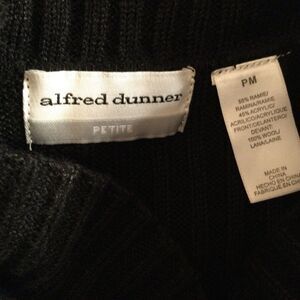 alfred dunner
PETITE
PM
55% RAMIE/
RAMINA/RAMIE
45% ACRYLIC/
ACRILICO/ACRYLIQUE
FRONT/DELANTERO/
DEVANT:
100% WOOL/
LANA/LAINE
MADE IN
CHINA
HECHO EN CHINA
FABRIQUE EN CHINE